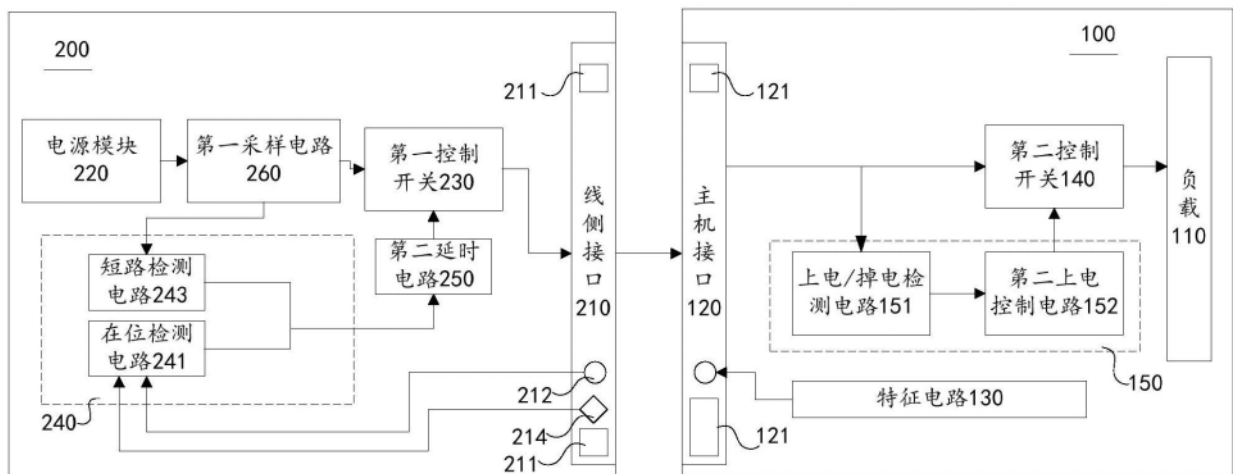 200
100
211
121
电源模块
220
第一采样电路
260
第一控制
开关230
第二控制
开关140
线
侧
接
口
210
主
机
接
口
120
负
载
110
第二延时
电路250
短路检测
电路243
在位检测
电路241
上电/掉电检
测电路151
第二上电
控制电路152
150
212
240
214
211
特征电路130
121